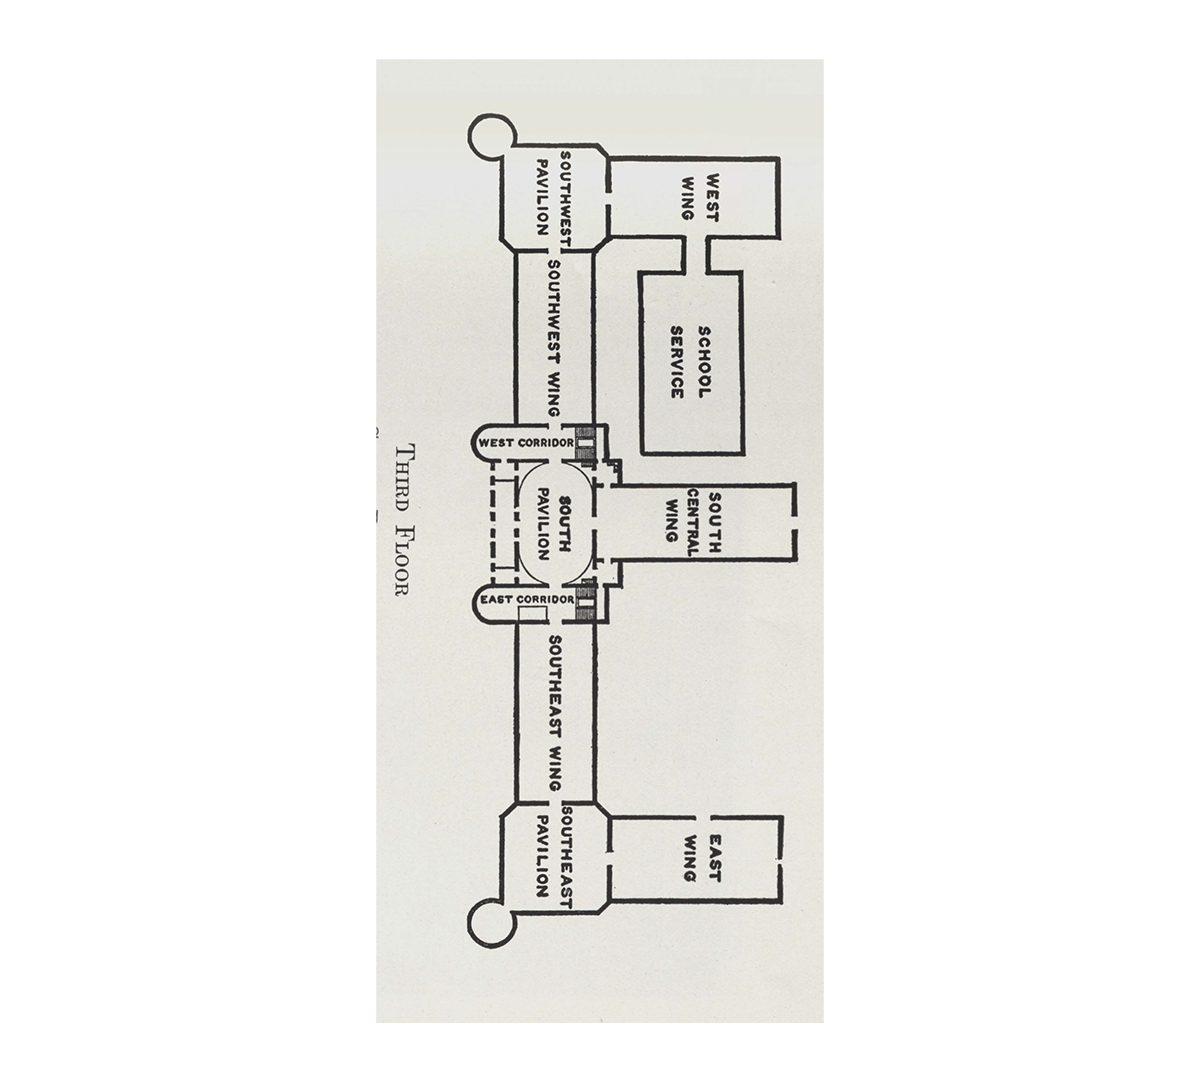 WEST
WING
SOUTHWEST
PAVILION
SCHOOL
SERVICE
SOUTHWEST WING
WEST CORRIDOR
SOUTH
CENTRAL
WING
SOUTH
PAVILION
EAST CORRIDOR
SOUTHEAST WING
EAST
WING
SOUTHEAST
PAVILION
THIRD FLOOR